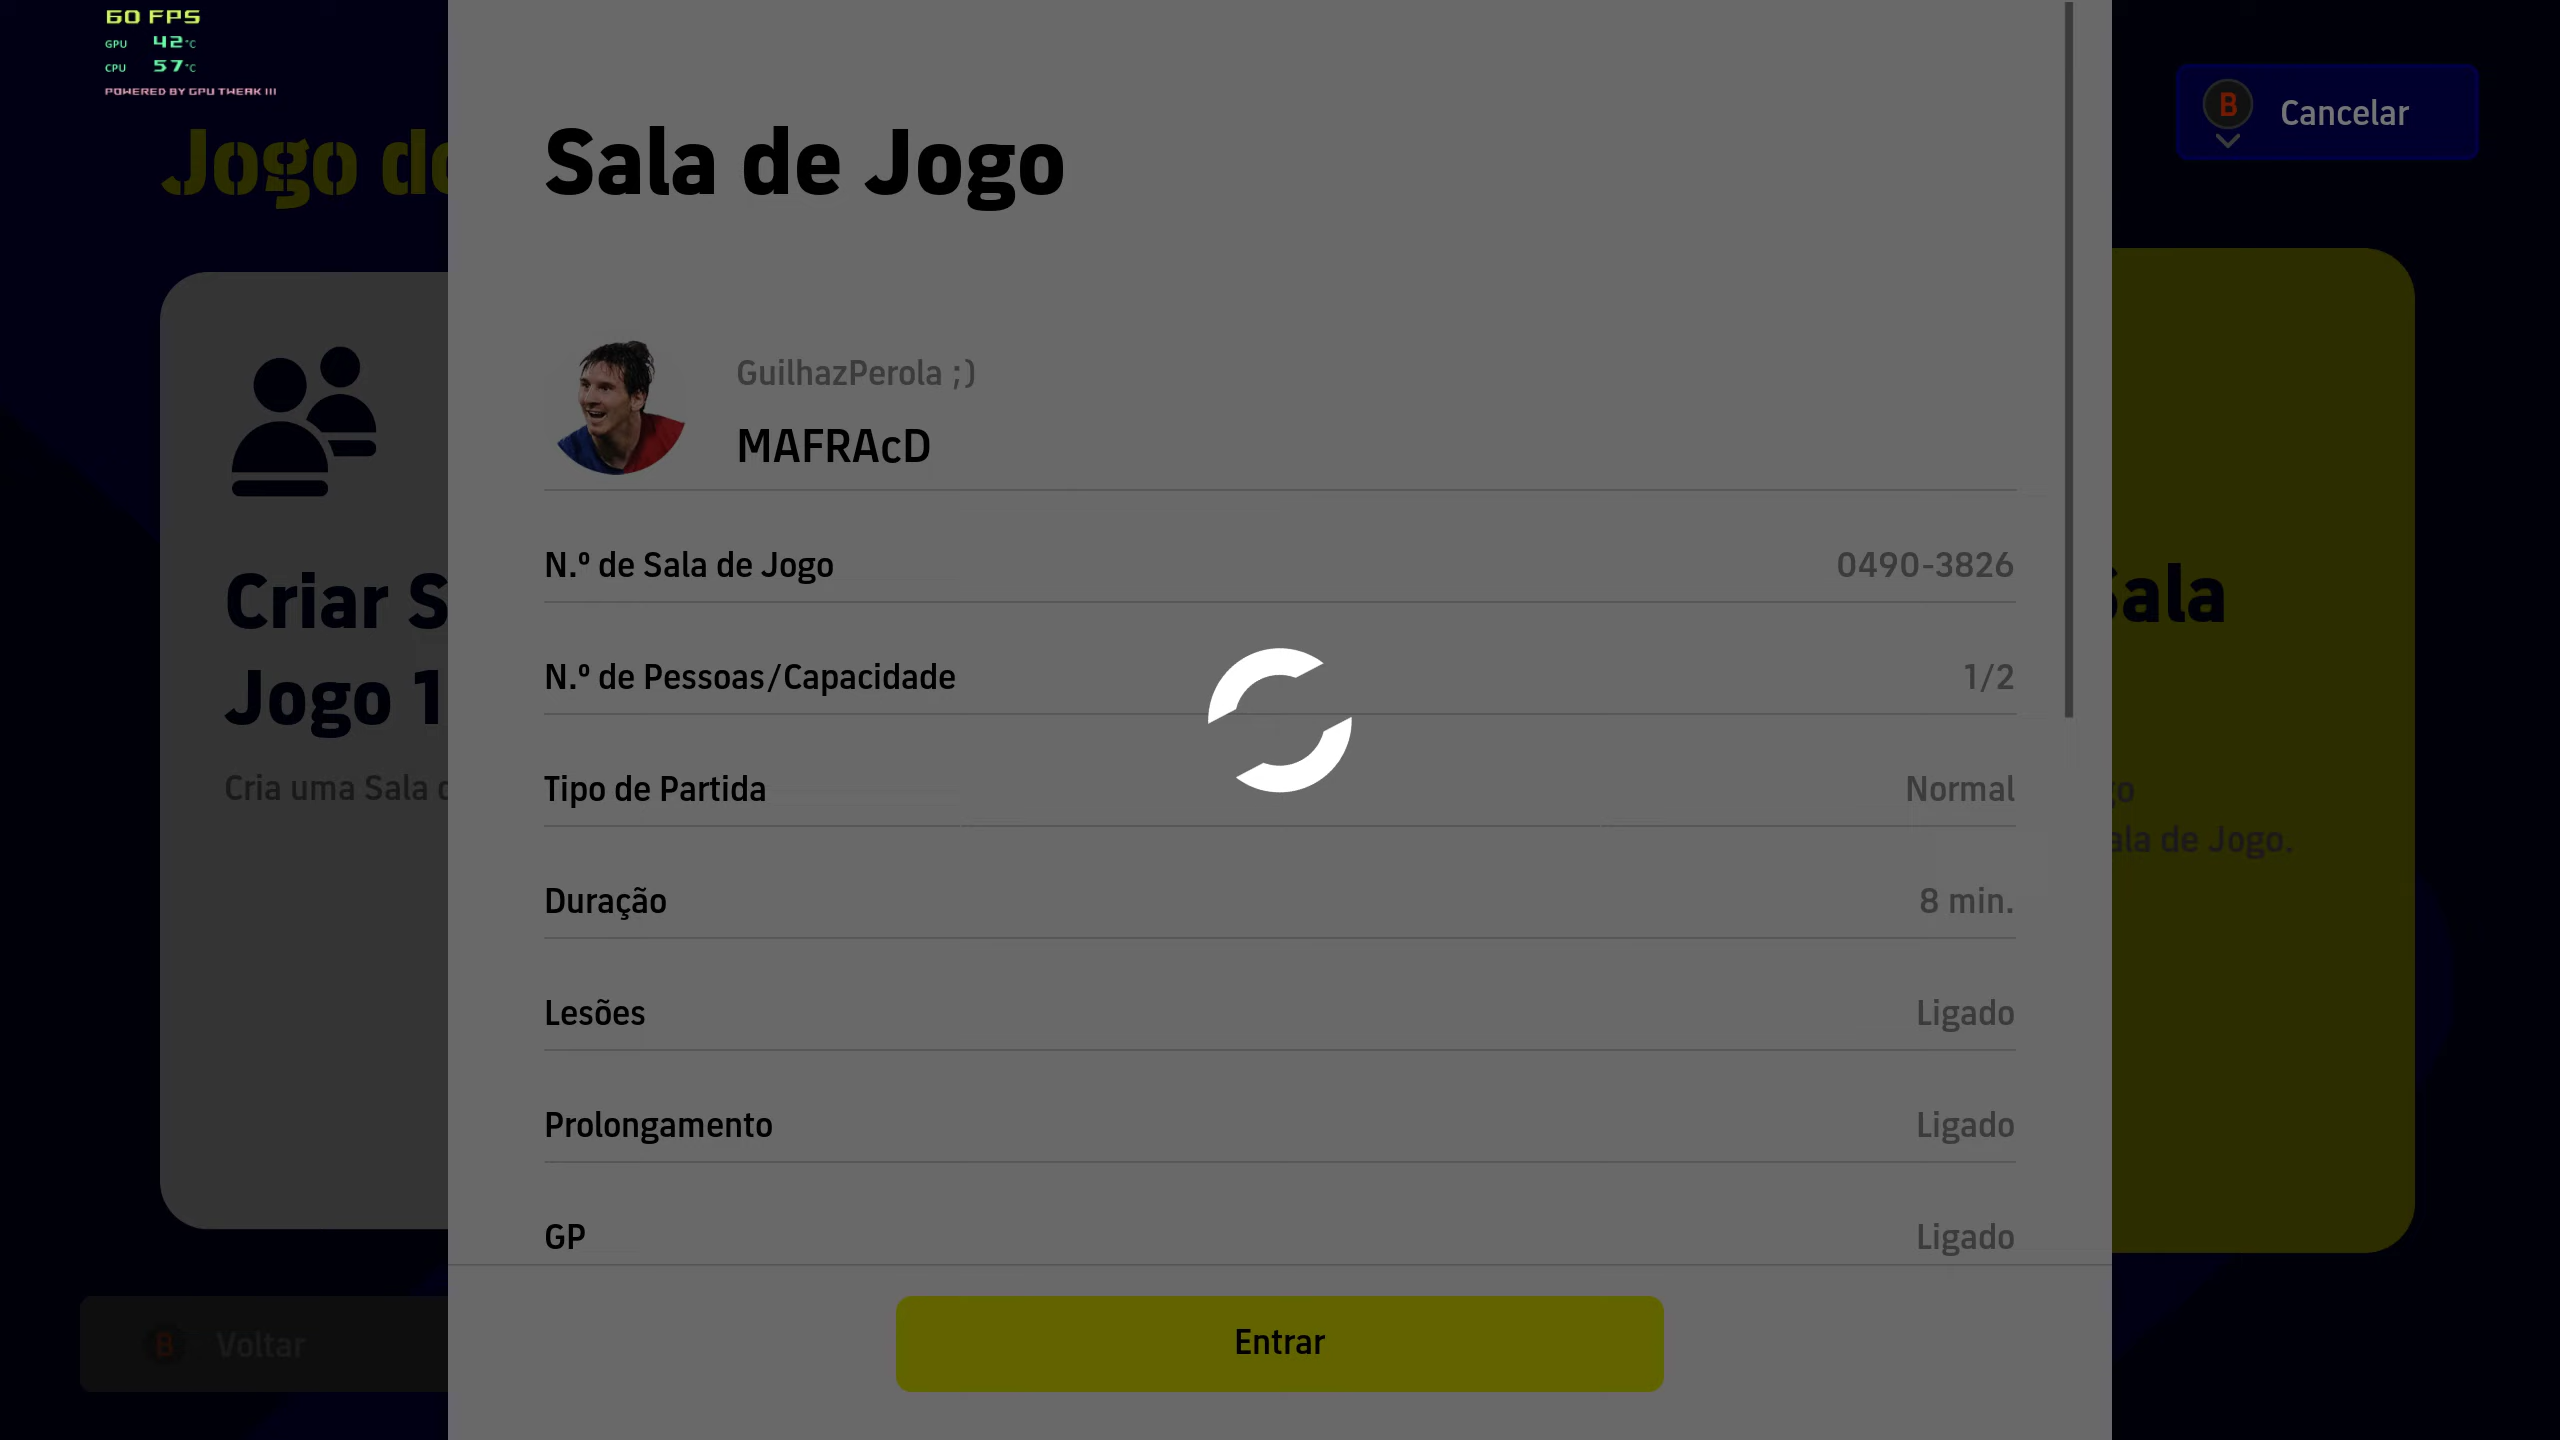 60 FPS
GPU 42°C
CPU 57°C
POWERED BY GPU TWEAK III
B Cancelar
Jogo
Sala de Jogo
GuilhazPerola ;)
MAFRAcD
N.º de Sala de Jogo 0490-3826
N.º de Pessoas/Capacidade 1/2
Tipo de Partida Normal
Duração 8 min.
Lesões Ligado
Prolongamento Ligado
GP Ligado
Entrar
Criar S
Jogo 1
Cria uma Sala
Sala
go
ala de Jogo.
B Voltar